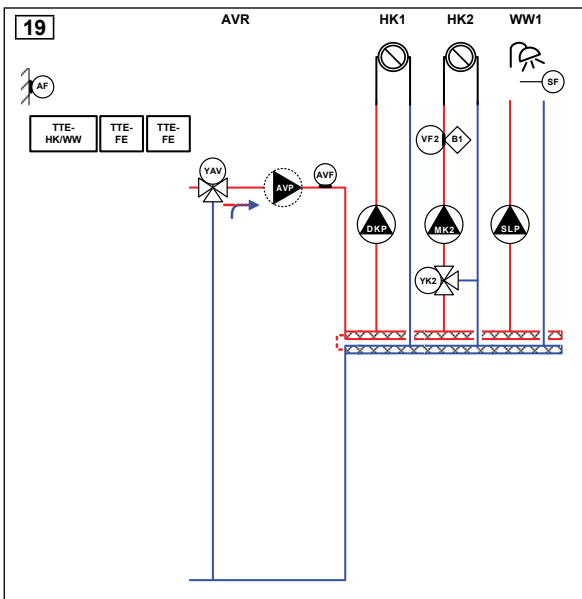 19
AVR HK1 HK2 WW1
AF
SF
TTE-
HK/WW
TTE-
FE
TTE-
FE
VF2 B1
YAV
AVP
AVF
DKP
MK2
SLP
YK2